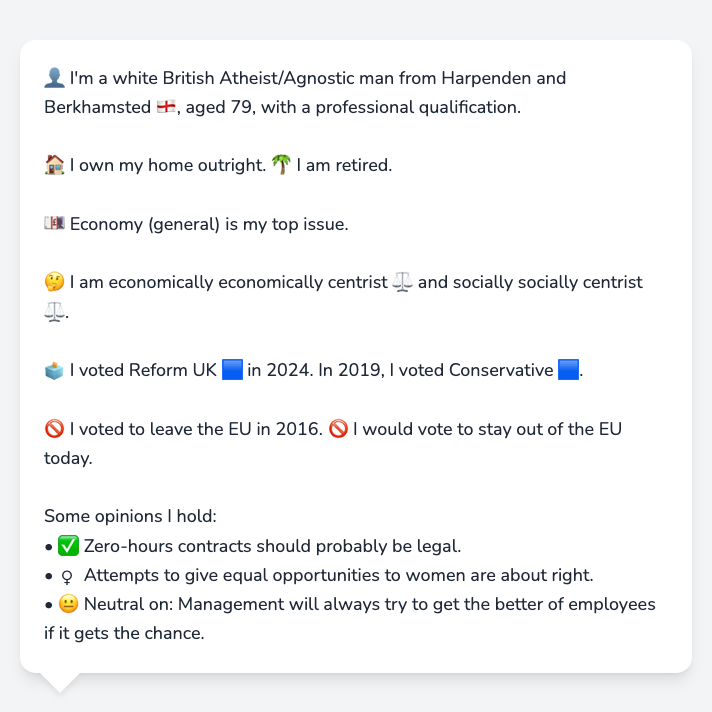 👤 I'm a white British Atheist/Agnostic man from Harpenden and
Berkhamsted 🏴󠁧󠁢󠁥󠁮󠁧󠁿, aged 79, with a professional qualification.
🏠 I own my home outright. 🌴 I am retired.
💷 Economy (general) is my top issue.
🤔 I am economically economically centrist ⚖️ and socially socially centrist
⚖️.
🗳️ I voted Reform UK 🟦 in 2024. In 2019, I voted Conservative 🟦.
🚫 I voted to leave the EU in 2016. 🚫 I would vote to stay out of the EU
today.
Some opinions I hold:
• ✅ Zero-hours contracts should probably be legal.
• ♀ Attempts to give equal opportunities to women are about right.
• 😐 Neutral on: Management will always try to get the better of employees
if it gets the chance.